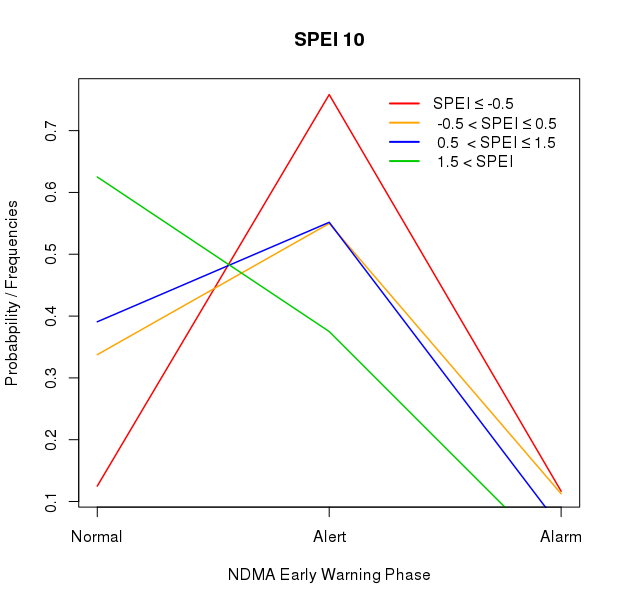 SPEI 10
SPEI ≤ -0.5
-0.5 < SPEI ≤ 0.5
0.5 < SPEI ≤ 1.5
1.5 < SPEI
Probabpility / Frequencies
0.7
0.6
0.5
0.4
0.3
0.2
0.1
Normal Alert Alarm
NDMA Early Warning Phase